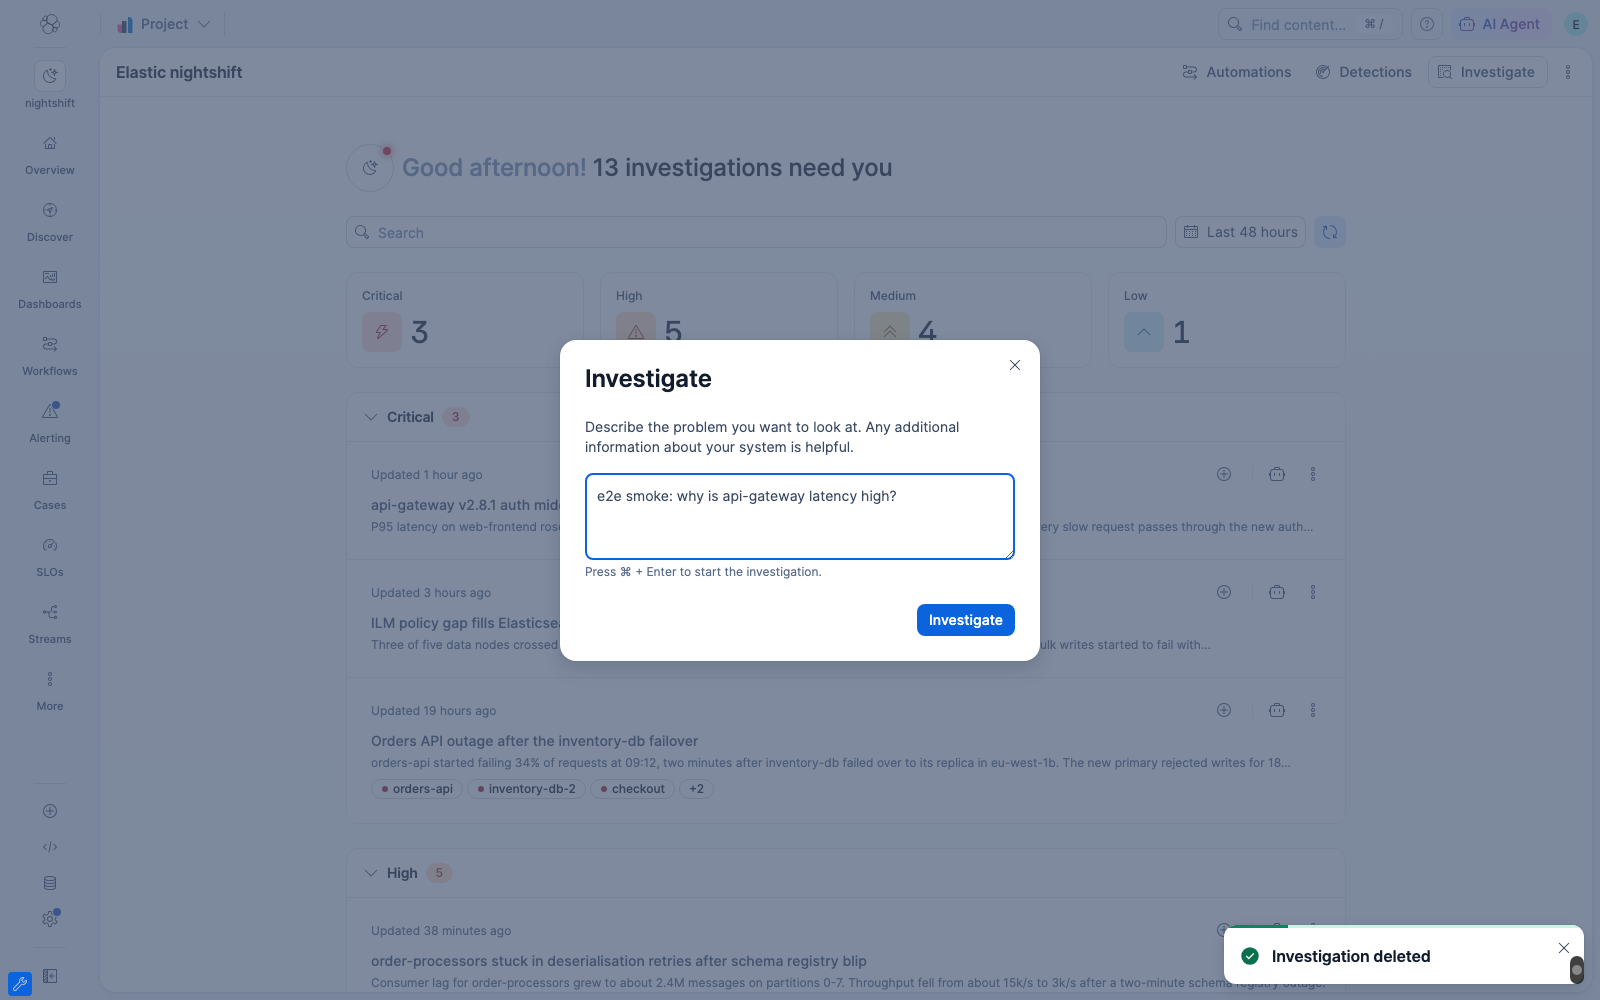 Project
Find content...
⌘ /
AI Agent
E
Elastic nightshift
Automations
Detections
Investigate
nightshift
Overview
Discover
Dashboards
Workflows
Alerting
Cases
SLOs
Streams
More
Good afternoon! 13 investigations need you
Search
Last 48 hours
Critical
3
High
5
Medium
4
Low
1
Critical
3
Updated 1 hour ago
api-gateway v2.8.1 auth
P95 latency on web-frontend
slow request passes through the new auth...
Updated 3 hours ago
ILM policy gap fills
Three of five data nodes crossed
writes started to fail with...
Updated 19 hours ago
Orders API outage after the inventory-db failover
orders-api started failing 34% of requests at 09:12, two minutes after inventory-db failed over to its replica in eu-west-1b. The new primary rejected writes for 18...
orders-api
inventory-db-2
checkout
+2
High
5
Updated 38 minutes ago
order-processors stuck in deserialisation retries after schema registry blip
Consumer lag for order-processors grew to about 2.4M messages on partitions 0-7. Throughput fell from about 15k/s to 3k/s after a two-minute schema registry outage.
Investigate
Describe the problem you want to look at. Any additional
information about your system is helpful.
e2e smoke: why is api-gateway latency high?
Press ⌘ + Enter to start the investigation.
Investigate
Investigation deleted